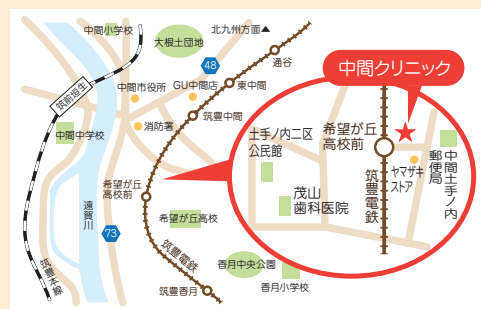 中間小学校
大根土団地
北九州方面▲
通谷
48
中間市役所
GU中間店
東中間
筑前垣生
消防署
筑豊中間
中間中学校
希望が丘
高校前
遠賀川
73
希望が丘高校
筑豊電鉄
香月中央公園
筑豊本線
筑豊香月
香月小学校
中間クリニック
土手ノ内二区
公民館
希望が丘
高校前
茂山
歯科医院
筑豊電鉄
ヤマザキ
ストア
中間土手ノ内
郵便局